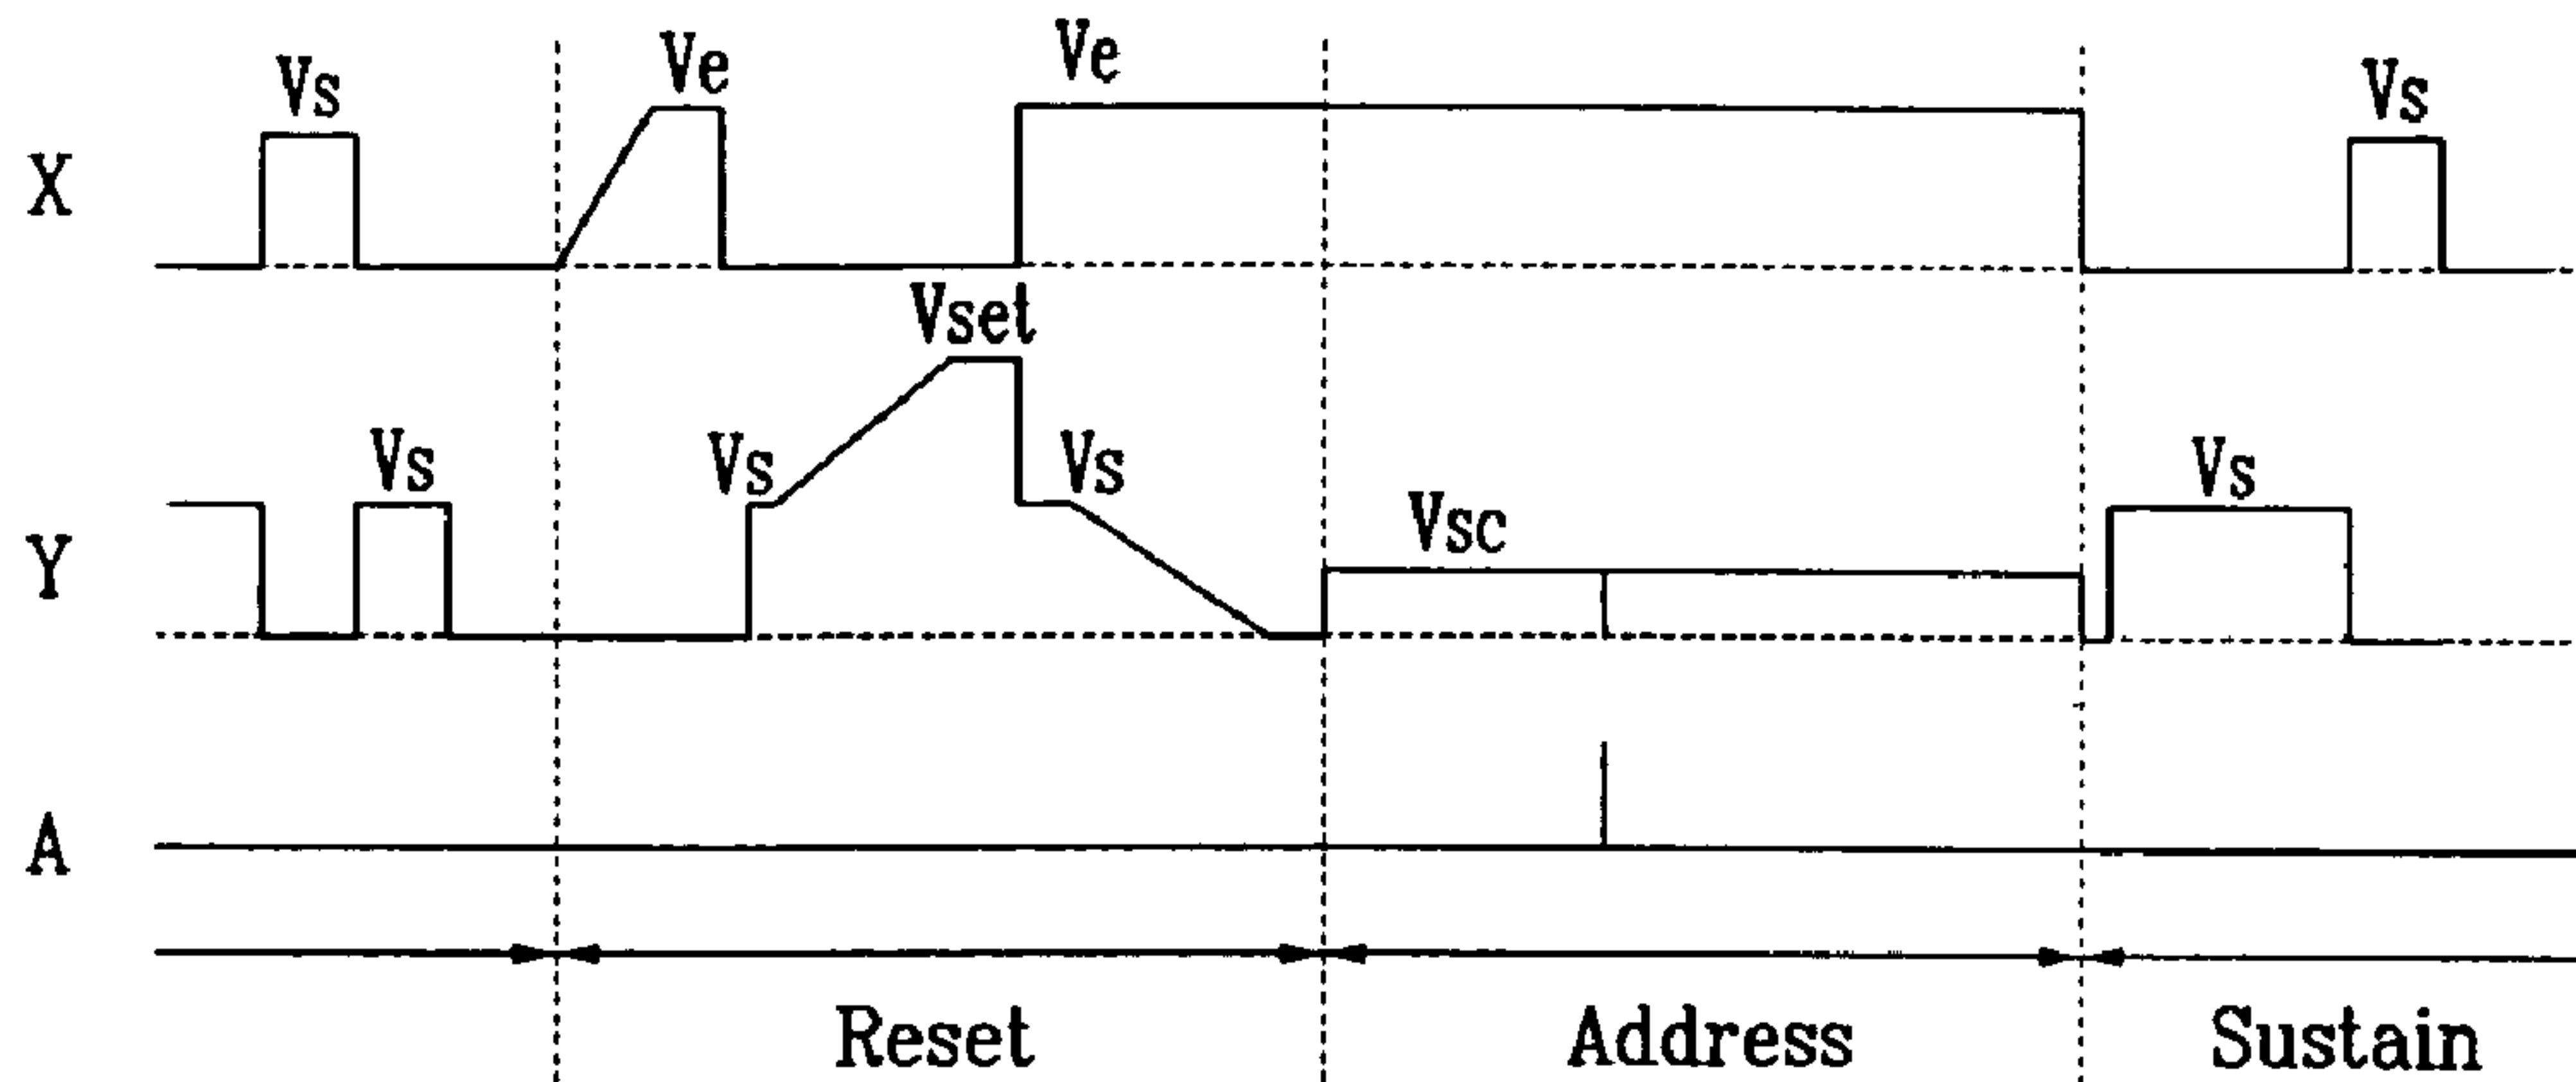 Vs Ve Ve Vs
X
Vset
Vs Vs Vs Vs
Vsc
Y
A
Reset Address Sustain